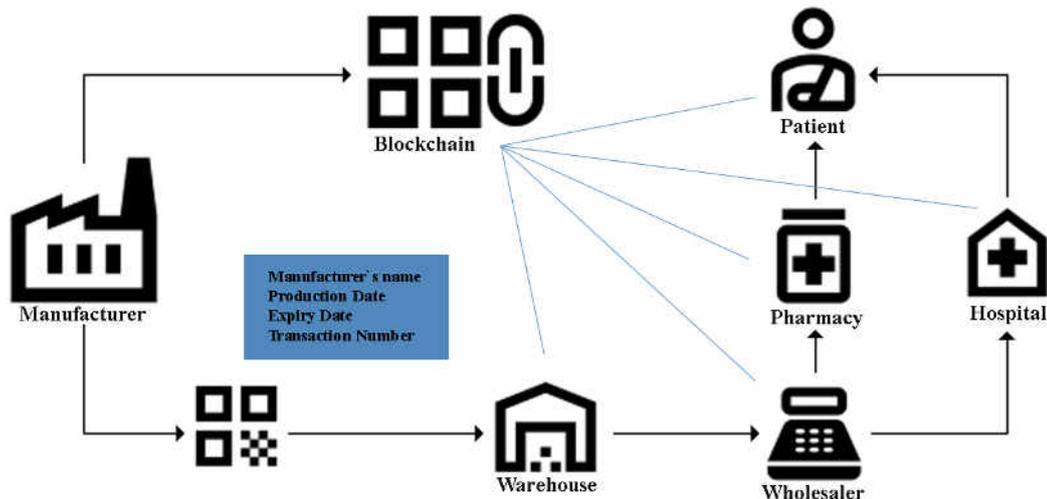 Blockchain
Patient
Manufacturer
Manufacturer`s name
Production Date
Expiry Date
Transaction Number
Pharmacy
Hospital
Warehouse
Wholesaler